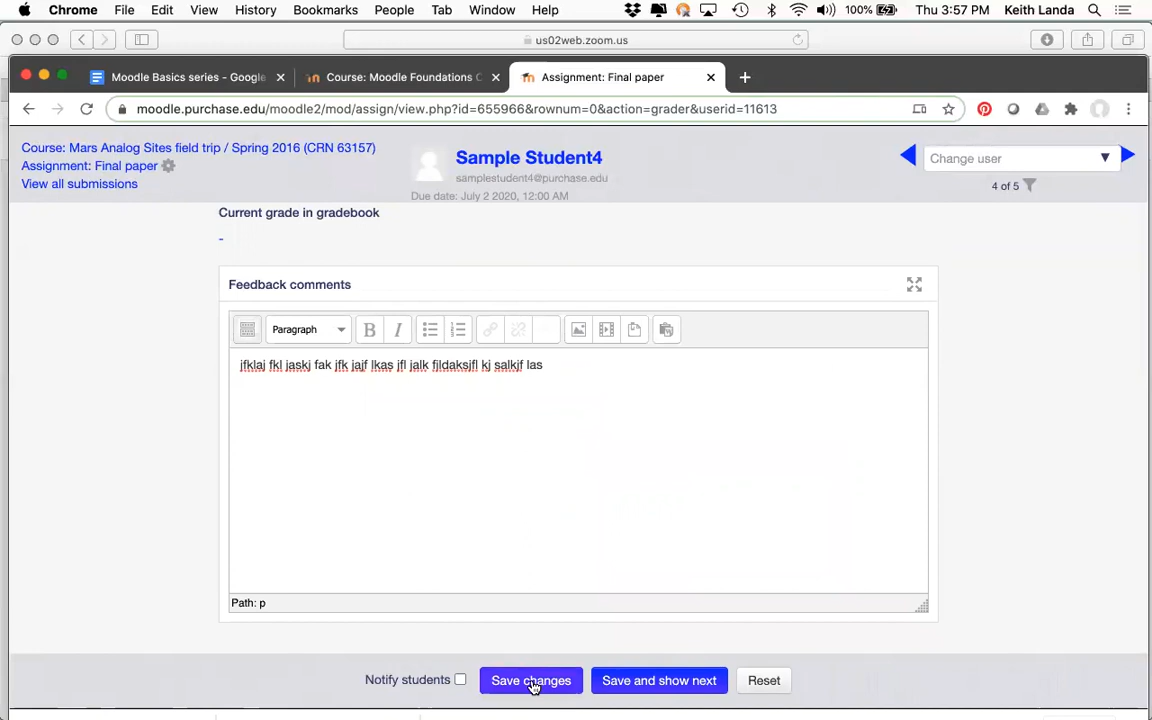 Chrome File Edit View History Bookmarks People Tab Window Help 100% Thu 3:57 PM Keith Landa
us02web.zoom.us
Moodle Basics series - Google Course: Moodle Foundations C Assignment: Final paper
moodle.purchase.edu/moodle2/mod/assign/view.php?id=655966&rownum=0&action=grader&userid=11613
Course: Mars Analog Sites field trip / Spring 2016 (CRN 63157)
Assignment: Final paper
View all submissions
Sample Student4
samplestudent4@purchase.edu
Due date: July 2 2020, 12:00 AM
Change user
4 of 5
Current grade in gradebook
-
Feedback comments
Paragraph B I
jfklaj fkl jaskj fak jfk jajf lkas jfl jalk fjldaksjfl kj salkjf las
Path: p
Notify students Save changes Save and show next Reset